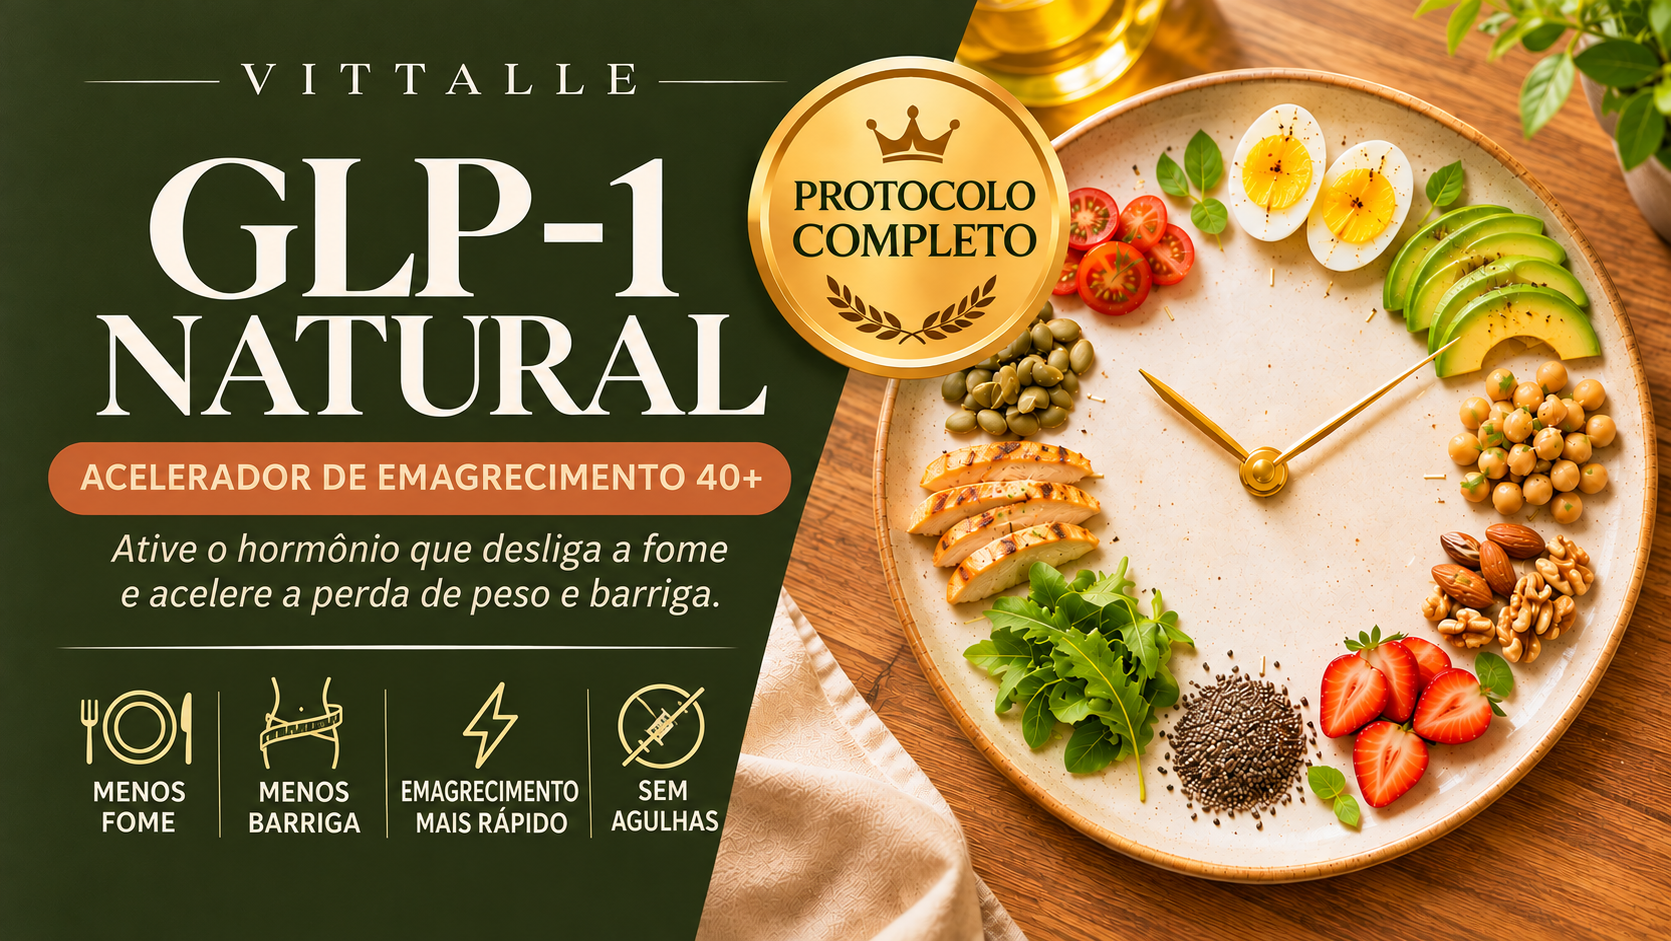 VITTALLE
GLP-1
NATURAL
PROTOCOLO
COMPLETO
ACELERADOR DE EMAGRECIMENTO 40+
Ative o hormônio que desliga a fome
e acelere a perda de peso e barriga.
MENOS
FOME
MENOS
BARRIGA
EMAGRECIMENTO
MAIS RÁPIDO
SEM
AGULHAS